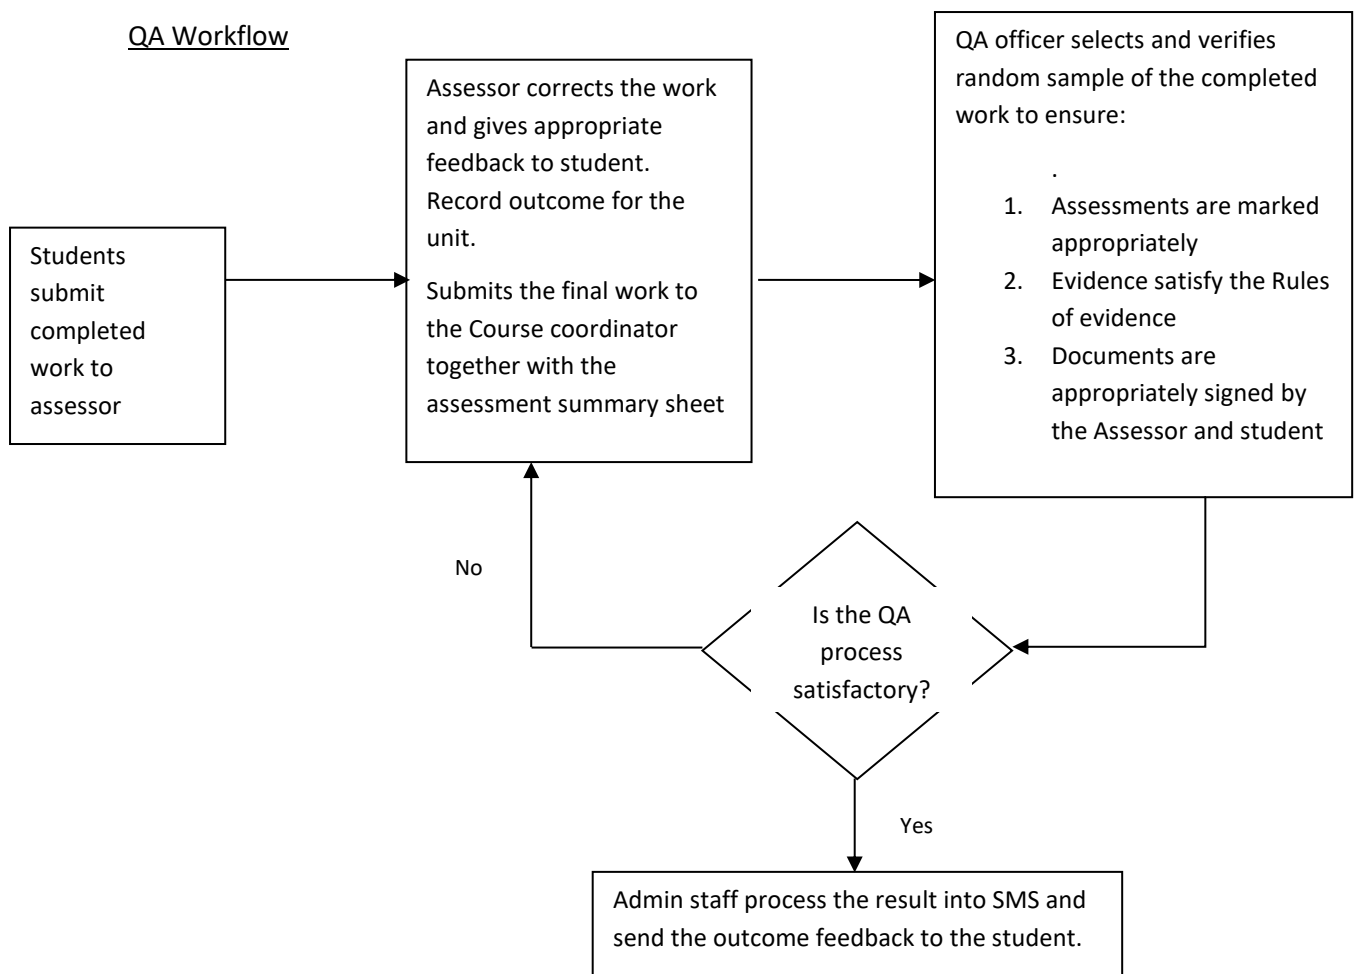 QA Workflow
Students
submit
completed
work to
assessor
Assessor corrects the work
and gives appropriate
feedback to student.
Record outcome for the
unit.
Submits the final work to
the Course coordinator
together with the
assessment summary sheet
QA officer selects and verifies
random sample of the completed
work to ensure:
.
1. Assessments are marked
appropriately
2. Evidence satisfy the Rules
of evidence
3. Documents are
appropriately signed by
the Assessor and student
No
Is the QA
process
satisfactory?
Yes
Admin staff process the result into SMS and
send the outcome feedback to the student.